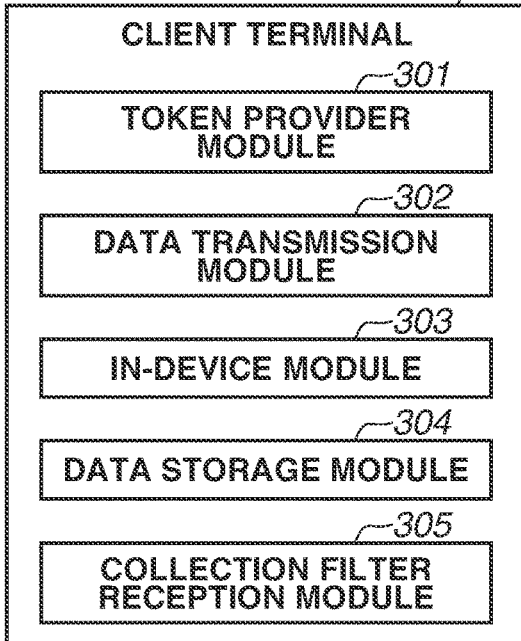 CLIENT TERMINAL
301
TOKEN PROVIDER
MODULE
302
DATA TRANSMISSION
MODULE
303
IN-DEVICE MODULE
304
DATA STORAGE MODULE
305
COLLECTION FILTER
RECEPTION MODULE